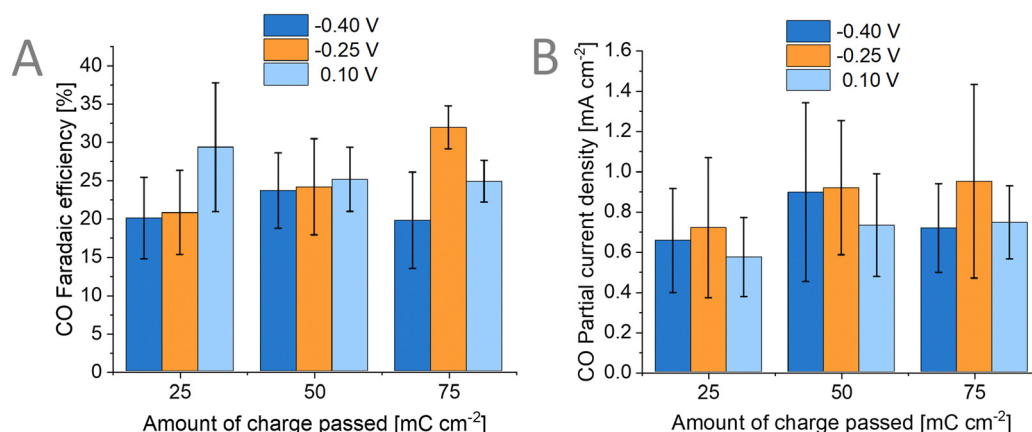 A
-0.40 V
-0.25 V
0.10 V
CO Faradaic efficiency [%]
40
35
30
25
20
15
10
5
0
25 50 75
Amount of charge passed [mC cm⁻²]
B
-0.40 V
-0.25 V
0.10 V
CO Partial current density [mA cm⁻²]
1.6
1.4
1.2
1.0
0.8
0.6
0.4
0.2
0.0
25 50 75
Amount of charge passed [mC cm⁻²]